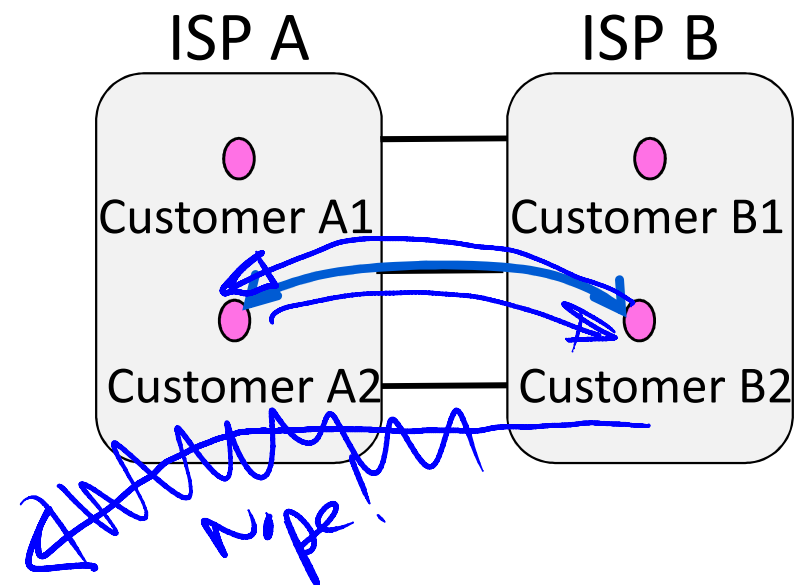 ISP A ISP B
Customer A1 Customer B1
Customer A2 Customer B2
Nope!